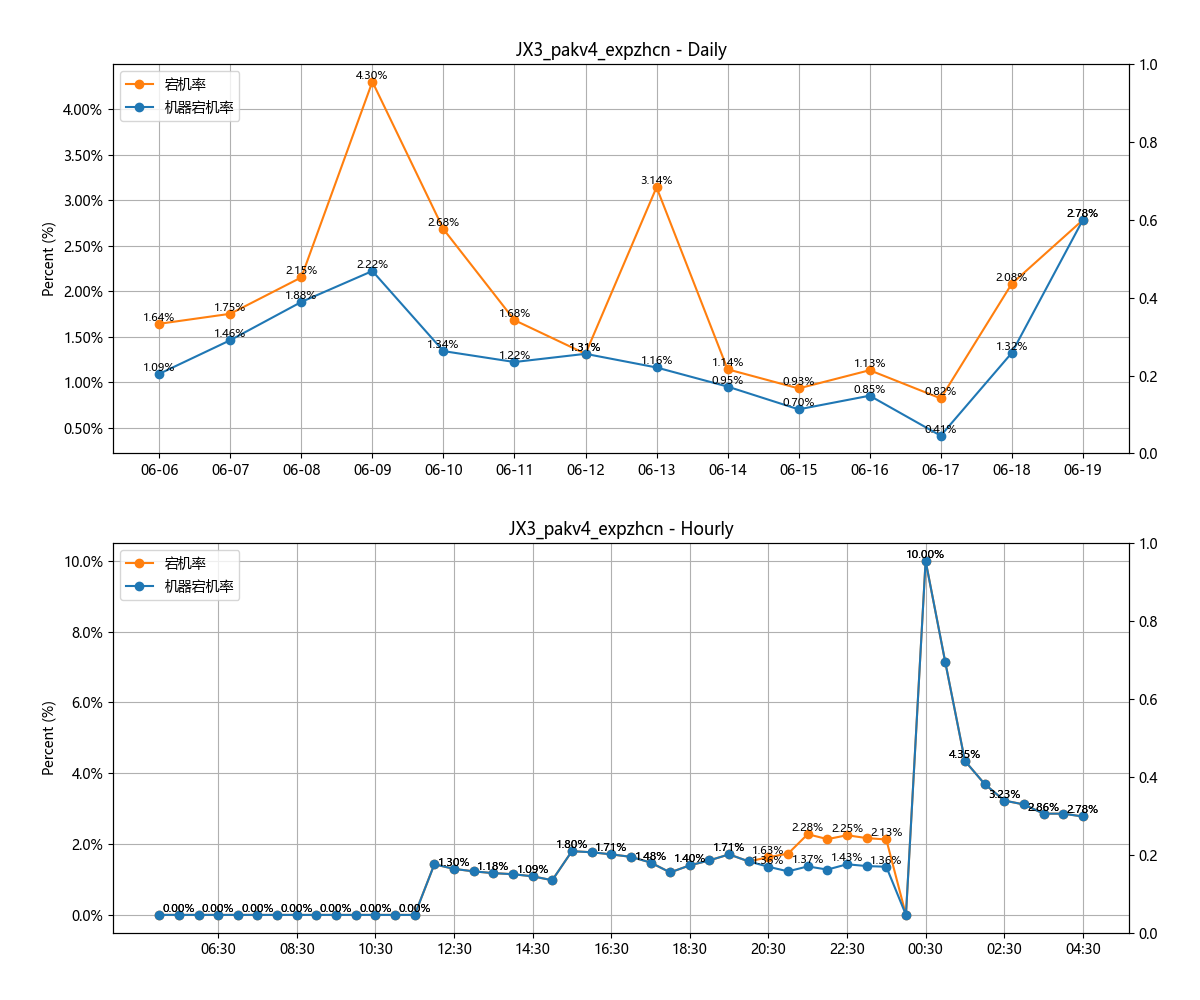 JX3_pakv4_expzhcn - Daily
宕机率
机器宕机率
Percent (%)
4.00%
3.50%
3.00%
2.50%
2.00%
1.50%
1.00%
0.50%
1.0
0.8
0.6
0.4
0.2
0.0
1.64% 1.75% 2.15% 4.30% 2.68% 1.68% 1.31% 3.14% 1.14% 0.93% 1.13% 0.82% 2.08% 2.78%
1.09% 1.46% 1.88% 2.22% 1.34% 1.22% 1.31% 1.16% 0.95% 0.70% 0.85% 0.41% 1.32% 2.78%
06-06 06-07 06-08 06-09 06-10 06-11 06-12 06-13 06-14 06-15 06-16 06-17 06-18 06-19
JX3_pakv4_expzhcn - Hourly
宕机率
机器宕机率
Percent (%)
10.0%
8.0%
6.0%
4.0%
2.0%
0.0%
1.0
0.8
0.6
0.4
0.2
0.0
0.00% 0.00% 0.00% 0.00% 0.00% 0.00% 0.00% 1.30% 1.18% 1.09% 1.80% 1.71% 1.48% 1.40% 1.71% 1.63% 2.28% 2.25% 2.13% 10.00% 4.35% 3.23% 2.86% 2.78%
1.36% 1.37% 1.43% 1.36%
06:30 08:30 10:30 12:30 14:30 16:30 18:30 20:30 22:30 00:30 02:30 04:30